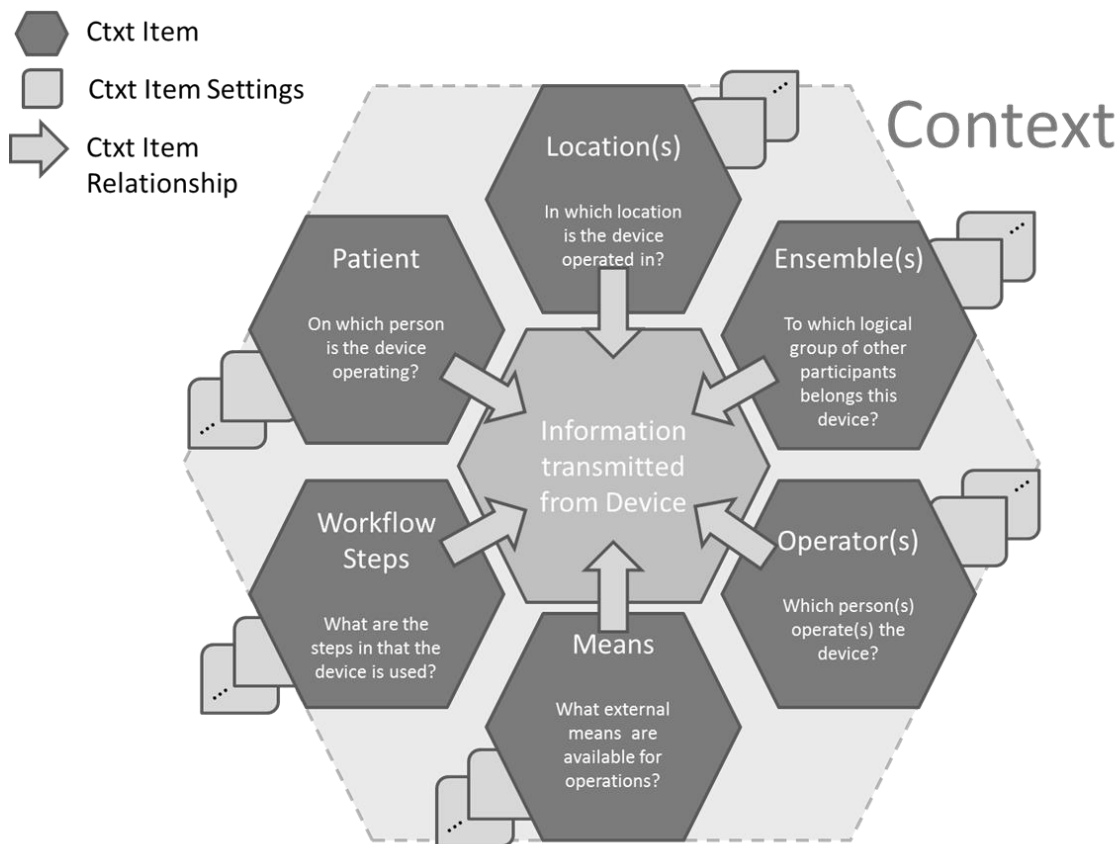 Ctxt Item
Ctxt Item Settings
Ctxt Item
Relationship
Context
Location(s)
In which location
is the device
operated in?
Patient
On which person
is the device
operating?
Ensemble(s)
To which logical
group of other
participants
belongs this
device?
Information
transmitted
from Device
Workflow
Steps
What are the
steps in that the
device is used?
Operator(s)
Which person(s)
operate(s) the
device?
Means
What external
means are
available for
operations?
...
...
...
...
...
...